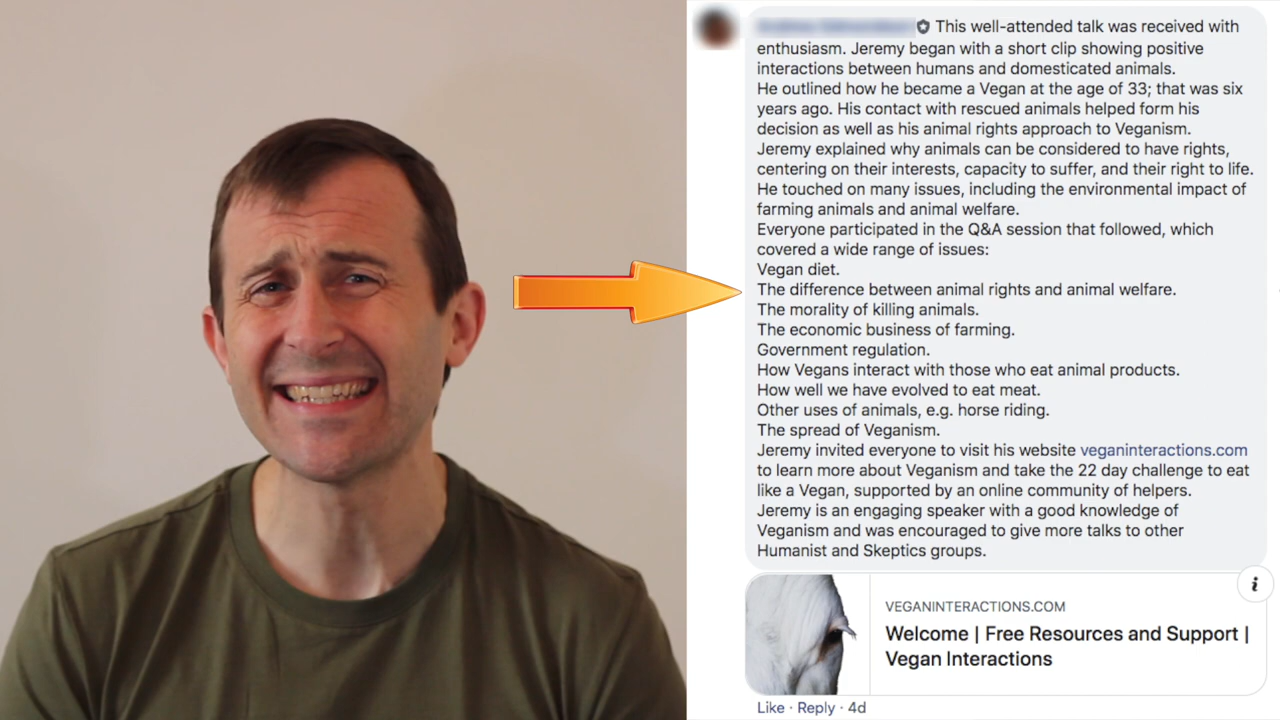 This well-attended talk was received with
enthusiasm. Jeremy began with a short clip showing positive
interactions between humans and domesticated animals.
He outlined how he became a Vegan at the age of 33; that was six
years ago. His contact with rescued animals helped form his
decision as well as his animal rights approach to Veganism.
Jeremy explained why animals can be considered to have rights,
centering on their interests, capacity to suffer, and their right to life.
He touched on many issues, including the environmental impact of
farming animals and animal welfare.
Everyone participated in the Q&A session that followed, which
covered a wide range of issues:
Vegan diet.
The difference between animal rights and animal welfare.
The morality of killing animals.
The economic business of farming.
Government regulation.
How Vegans interact with those who eat animal products.
How well we have evolved to eat meat.
Other uses of animals, e.g. horse riding.
The spread of Veganism.
Jeremy invited everyone to visit his website veganinteractions.com
to learn more about Veganism and take the 22 day challenge to eat
like a Vegan, supported by an online community of helpers.
Jeremy is an engaging speaker with a good knowledge of
Veganism and was encouraged to give more talks to other
Humanist and Skeptics groups.
i
VEGANINTERACTIONS.COM
Welcome | Free Resources and Support |
Vegan Interactions
Like · Reply · 4d